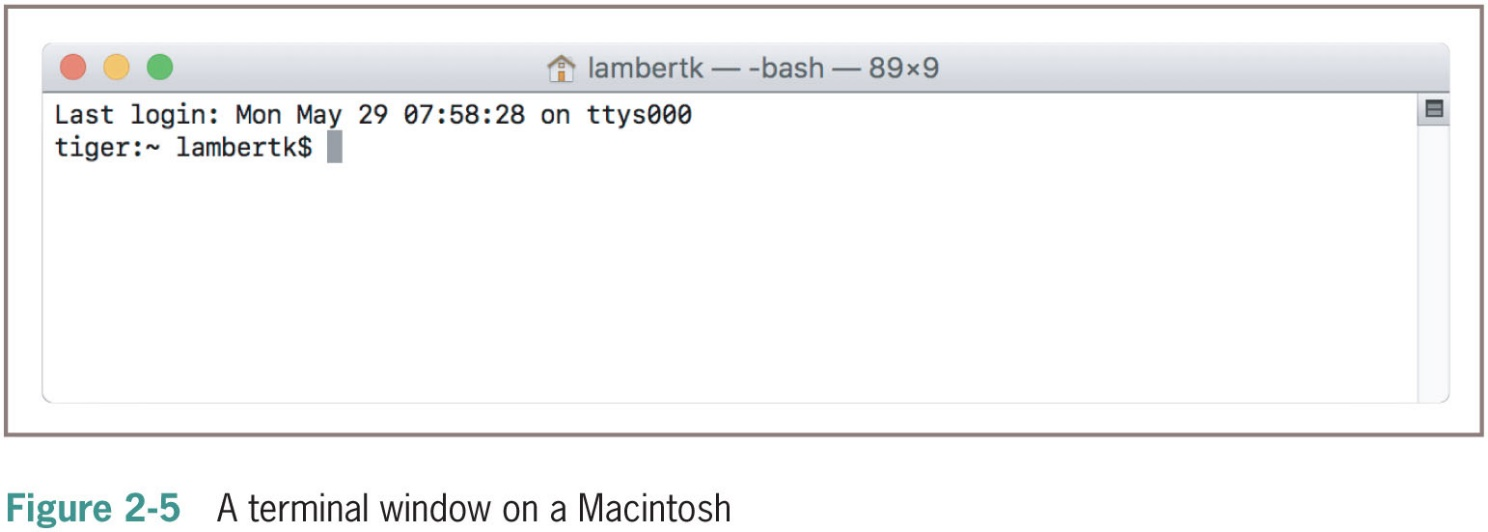 lambertk — -bash — 89×9
Last login: Mon May 29 07:58:28 on ttys000
tiger:~ lambertk$
Figure 2-5 A terminal window on a Macintosh